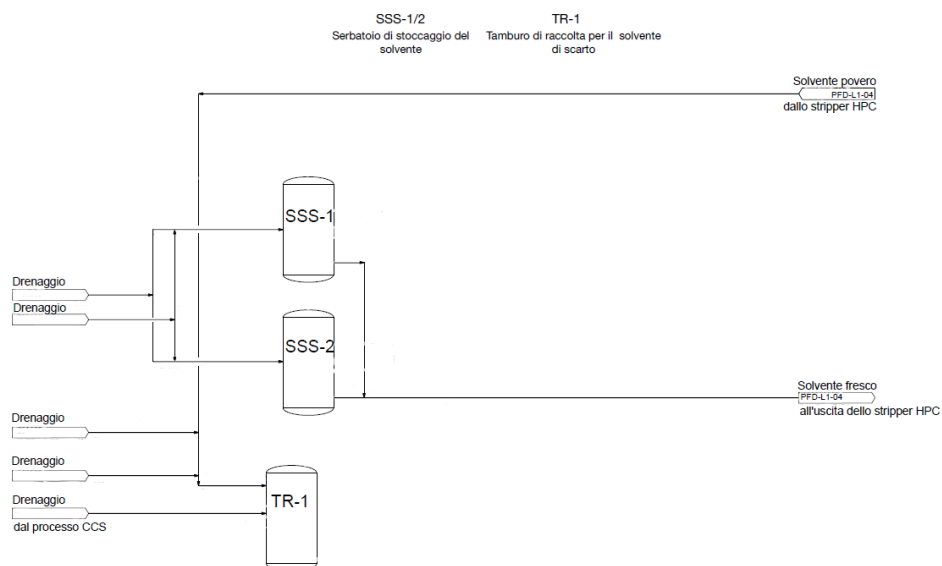 SSS-1/2
Serbatoio di stoccaggio del
solvente
TR-1
Tamburo di raccolta per il solvente
di scarto
Solvente povero
PFD-L1-04
dallo stripper HPC
SSS-1
Drenaggio
Drenaggio
SSS-2
Solvente fresco
PFD-L1-04
all'uscita dello stripper HPC
Drenaggio
Drenaggio
Drenaggio
dal processo CCS
TR-1